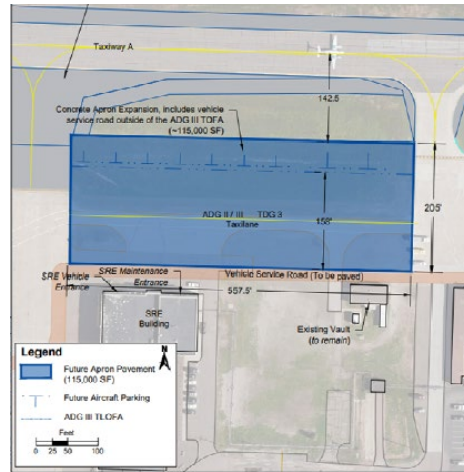 Taxiway A
142.5
Concrete Apron Expansion, includes vehicle
service road outside of the ADG III TOFA
(~115,000 SF)
205'
158'
ADG II / III TDG 3
Taxilane
Vehicle Service Road (To be paved)
SRE Maintenance
Entrance
SRE Vehicle
Entrance
557.5'
SRE
Building
Existing Vault
(to remain)
Legend
N
Future Apron Pavement
(115,000 SF)
Future Aircraft Parking
ADG III TLOFA
Feet
0 25 50 100